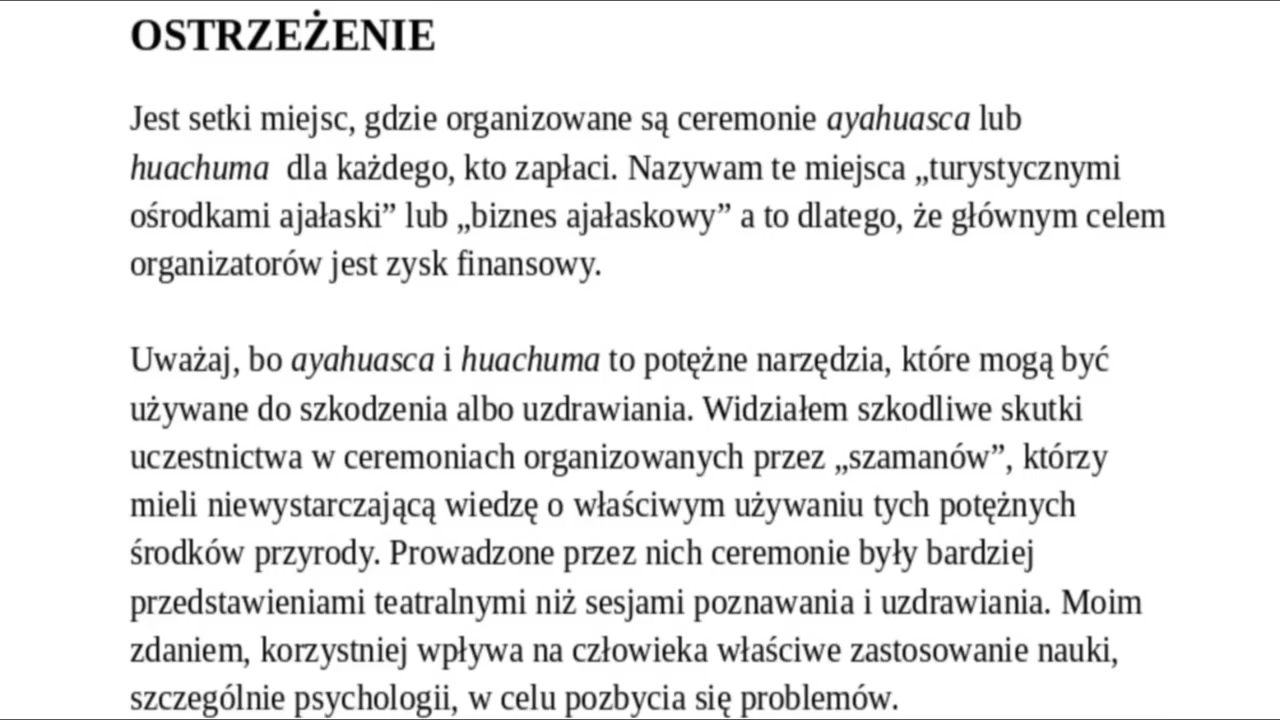 OSTRZEŻENIE
Jest setki miejsc, gdzie organizowane są ceremonie ayahuasca lub
huachuma dla każdego, kto zapłaci. Nazywam te miejsca „turystycznymi
ośrodkami ajałaski” lub „biznes ajałaskowy” a to dlatego, że głównym celem
organizatorów jest zysk finansowy.
Uważaj, bo ayahuasca i huachuma to potężne narzędzia, które mogą być
używane do szkodzenia albo uzdrawiania. Widziałem szkodliwe skutki
uczestnictwa w ceremoniach organizowanych przez „szamanów”, którzy
mieli niewystarczającą wiedzę o właściwym używaniu tych potężnych
środków przyrody. Prowadzone przez nich ceremonie były bardziej
przedstawieniami teatralnymi niż sesjami poznawania i uzdrawiania. Moim
zdaniem, korzystniej wpływa na człowieka właściwe zastosowanie nauki,
szczególnie psychologii, w celu pozbycia się problemów.